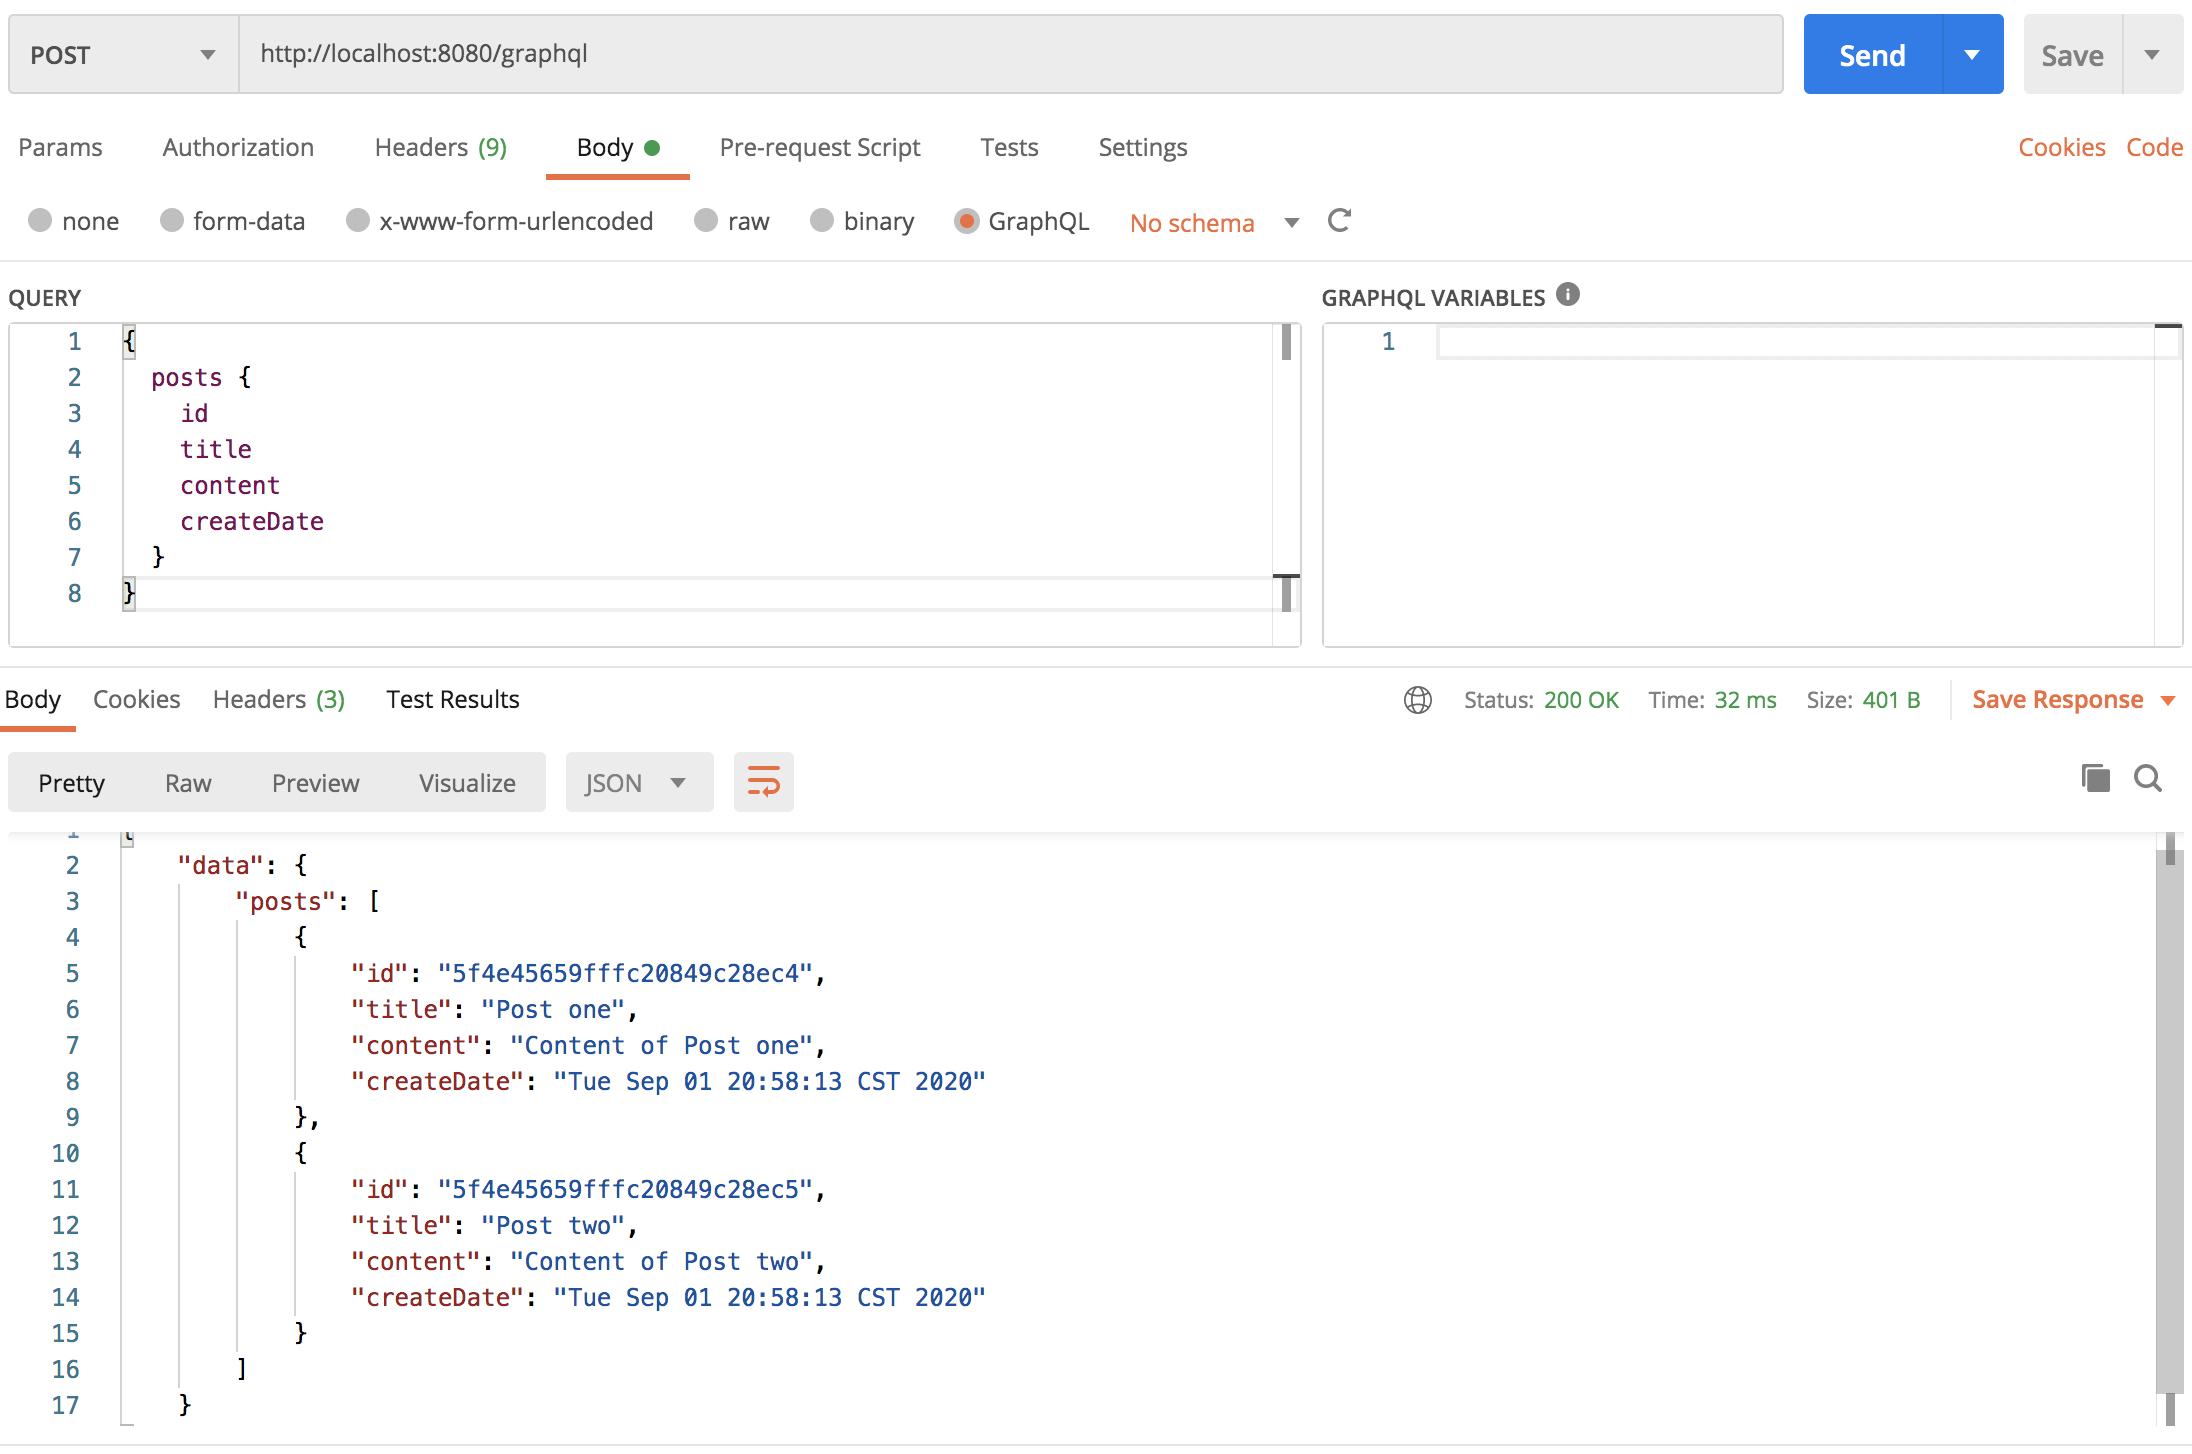 POST http://localhost:8080/graphql Send Save
Params Authorization Headers (9) Body Pre-request Script Tests Settings Cookies Code
none form-data x-www-form-urlencoded raw binary GraphQL No schema
QUERY
1 {
2 posts {
3 id
4 title
5 content
6 createDate
7 }
8 }
GRAPHQL VARIABLES
1
Body Cookies Headers (3) Test Results Status: 200 OK Time: 32 ms Size: 401 B Save Response
Pretty Raw Preview Visualize JSON
1 {
2 "data": {
3 "posts": [
4 {
5 "id": "5f4e45659fffc20849c28ec4",
6 "title": "Post one",
7 "content": "Content of Post one",
8 "createDate": "Tue Sep 01 20:58:13 CST 2020"
9 },
10 {
11 "id": "5f4e45659fffc20849c28ec5",
12 "title": "Post two",
13 "content": "Content of Post two",
14 "createDate": "Tue Sep 01 20:58:13 CST 2020"
15 }
16 ]
17 }